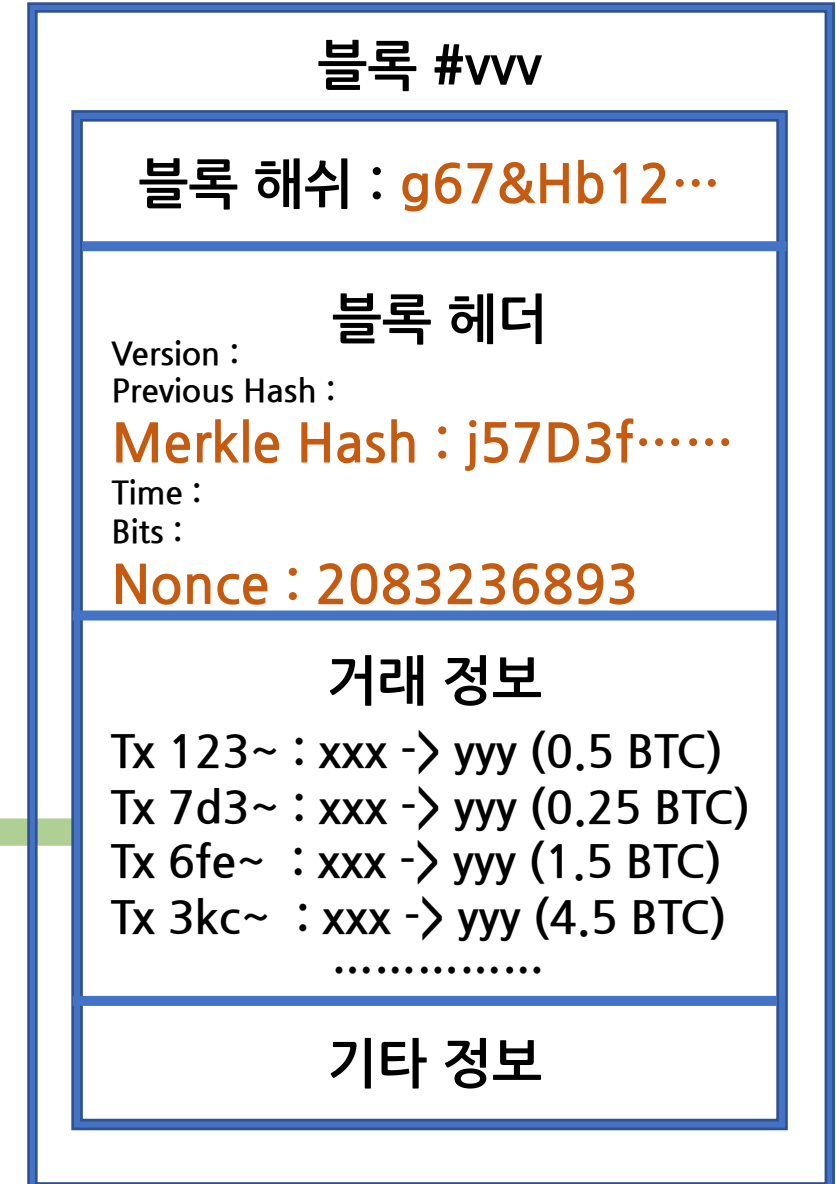 블록 #vvv
블록 해쉬 : g67&Hb12…
블록 헤더
Version :
Previous Hash :
Merkle Hash : j57D3f……
Time :
Bits :
Nonce : 2083236893
거래 정보
Tx 123~ : xxx -> yyy (0.5 BTC)
Tx 7d3~ : xxx -> yyy (0.25 BTC)
Tx 6fe~ : xxx -> yyy (1.5 BTC)
Tx 3kc~ : xxx -> yyy (4.5 BTC)
……………
기타 정보